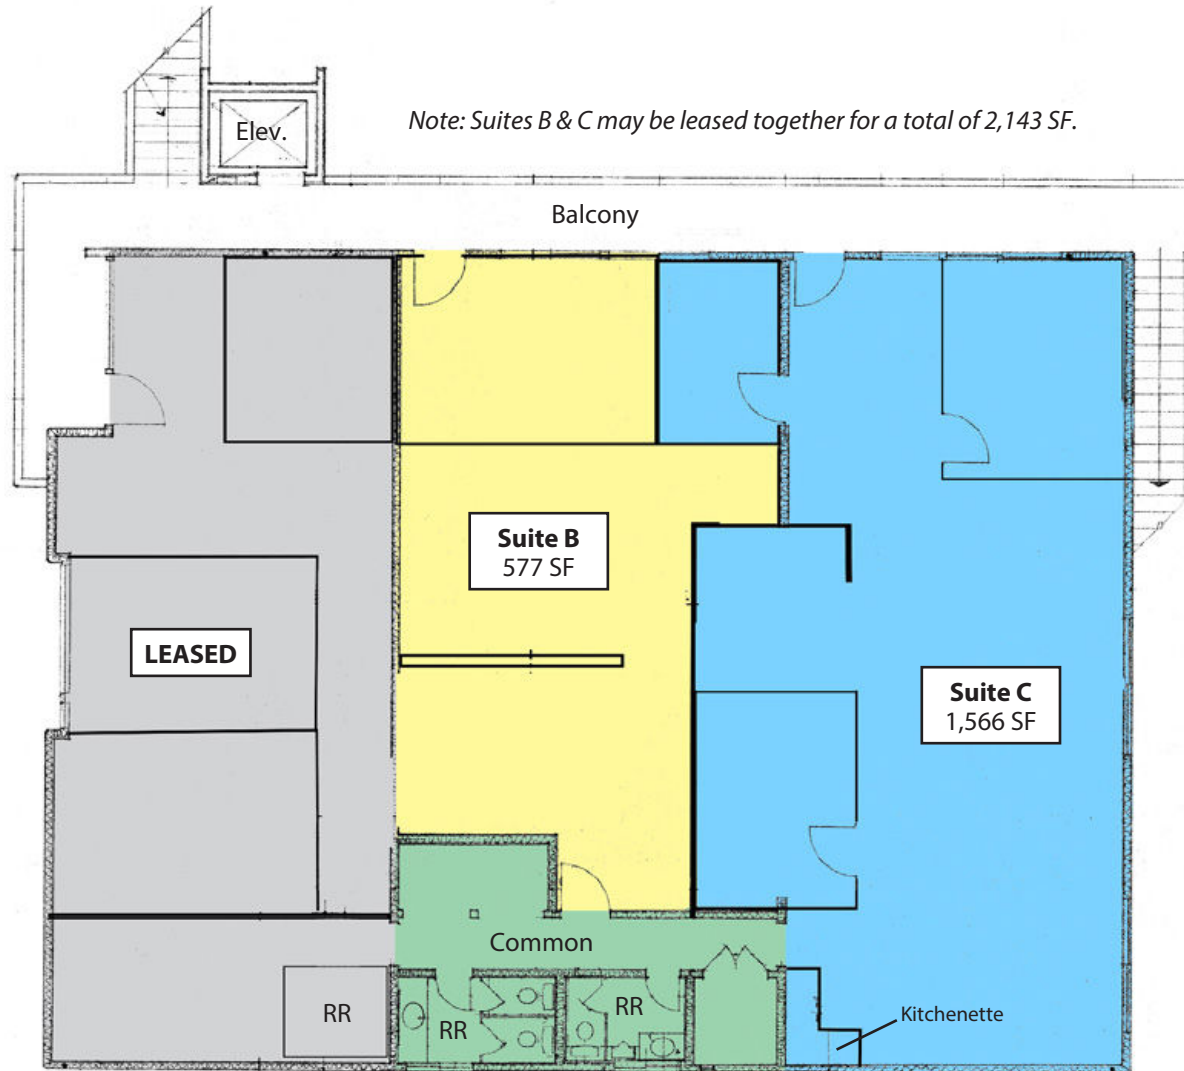 Elev.
Note: Suites B & C may be leased together for a total of 2,143 SF.
Balcony
Suite B
577 SF
LEASED
Suite C
1,566 SF
Common
RR
RR
RR
Kitchenette